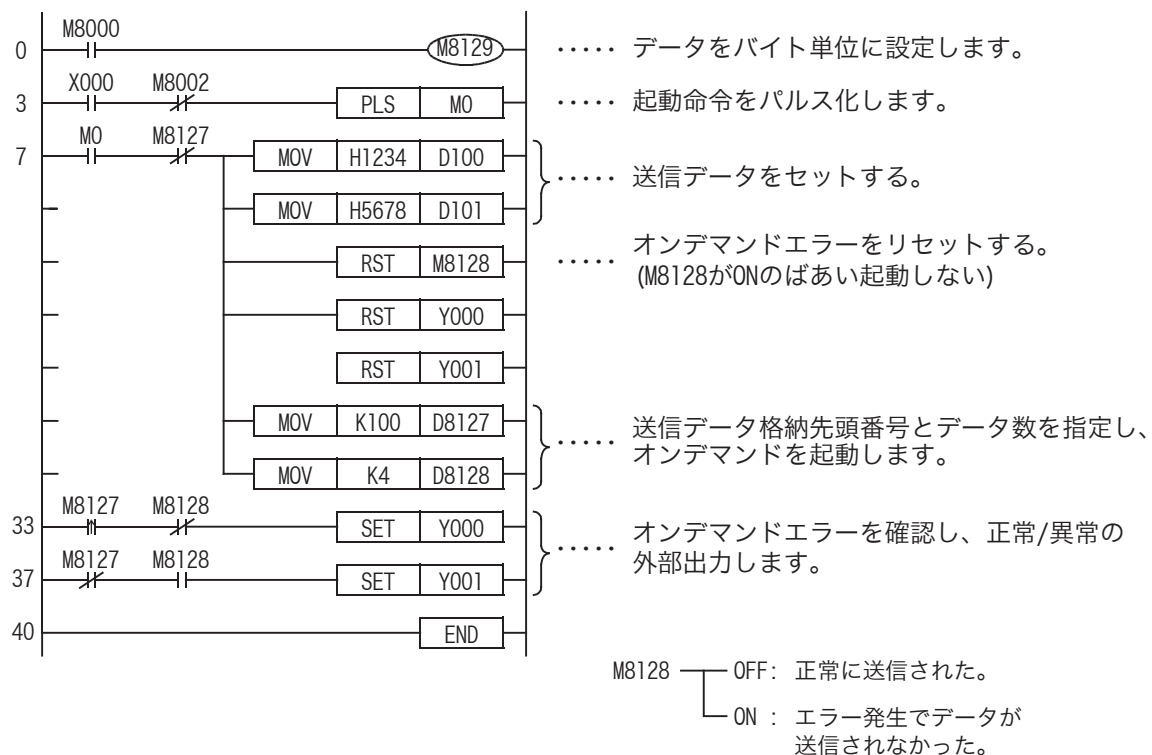 M8000
0 M8129 ····· データをバイト単位に設定します。
X000 M8002
3 PLS M0 ····· 起動命令をパルス化します。
M0 M8127
7 MOV H1234 D100
····· 送信データをセットする。
MOV H5678 D101
オンデマンドエラーをリセットする。
RST M8128 ·····
(M8128がONのばあい起動しない)
RST Y000
RST Y001
MOV K100 D8127
····· 送信データ格納先頭番号とデータ数を指定し、
オンデマンドを起動します。
MOV K4 D8128
M8127 M8128
33 SET Y000
····· オンデマンドエラーを確認し、正常/異常の
外部出力します。
M8127 M8128
37 SET Y001
40 END
M8128 OFF: 正常に送信された。
ON : エラー発生でデータが
送信されなかった。